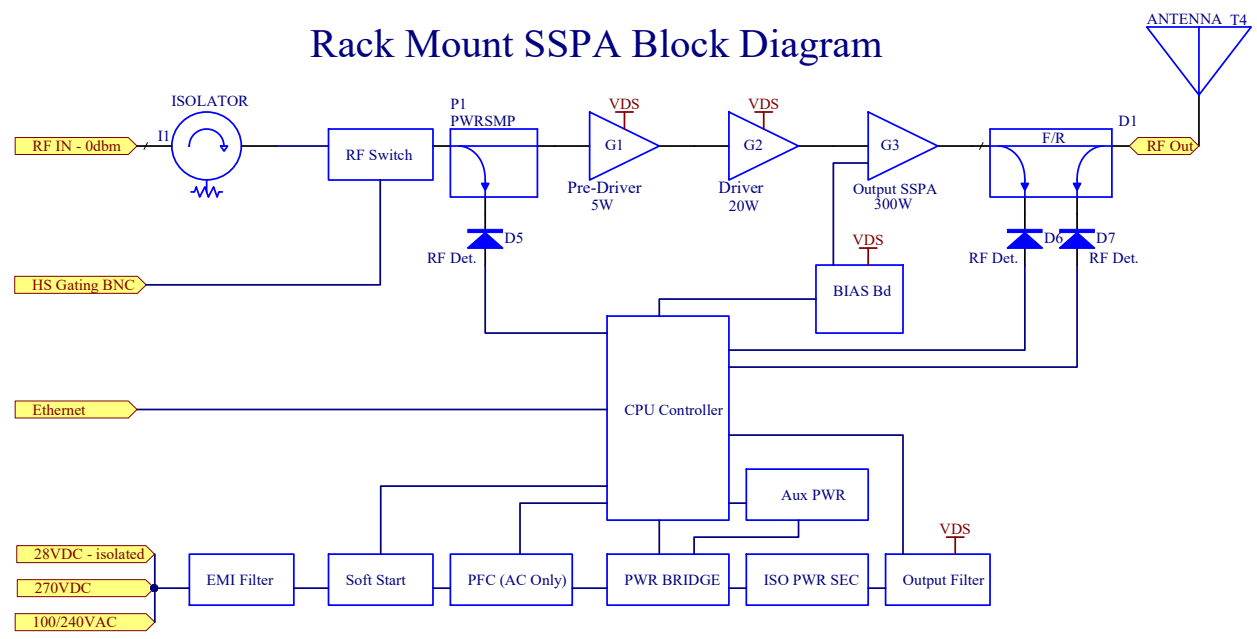 Rack Mount SSPA Block Diagram
ANTENNA T4
ISOLATOR
I1
RF IN - 0dbm
RF Switch
P1
PWRSMP
VDS
G1
Pre-Driver
5W
VDS
G2
Driver
20W
G3
Output SSPA
300W
D1
F/R
RF Out
D5
RF Det.
D6
RF Det.
D7
RF Det.
VDS
BIAS Bd
HS Gating BNC
Ethernet
CPU Controller
Aux PWR
VDS
28VDC - isolated
270VDC
100/240VAC
EMI Filter
Soft Start
PFC (AC Only)
PWR BRIDGE
ISO PWR SEC
Output Filter